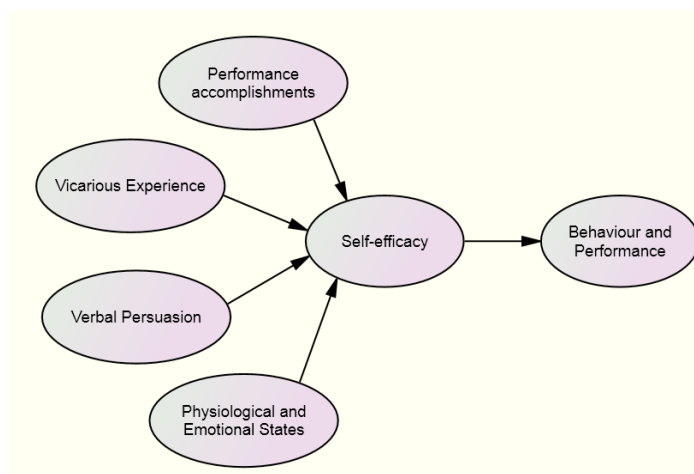 Performance
accomplishments
Vicarious Experience
Self-efficacy
Behaviour and
Performance
Verbal Persuasion
Physiological and
Emotional States